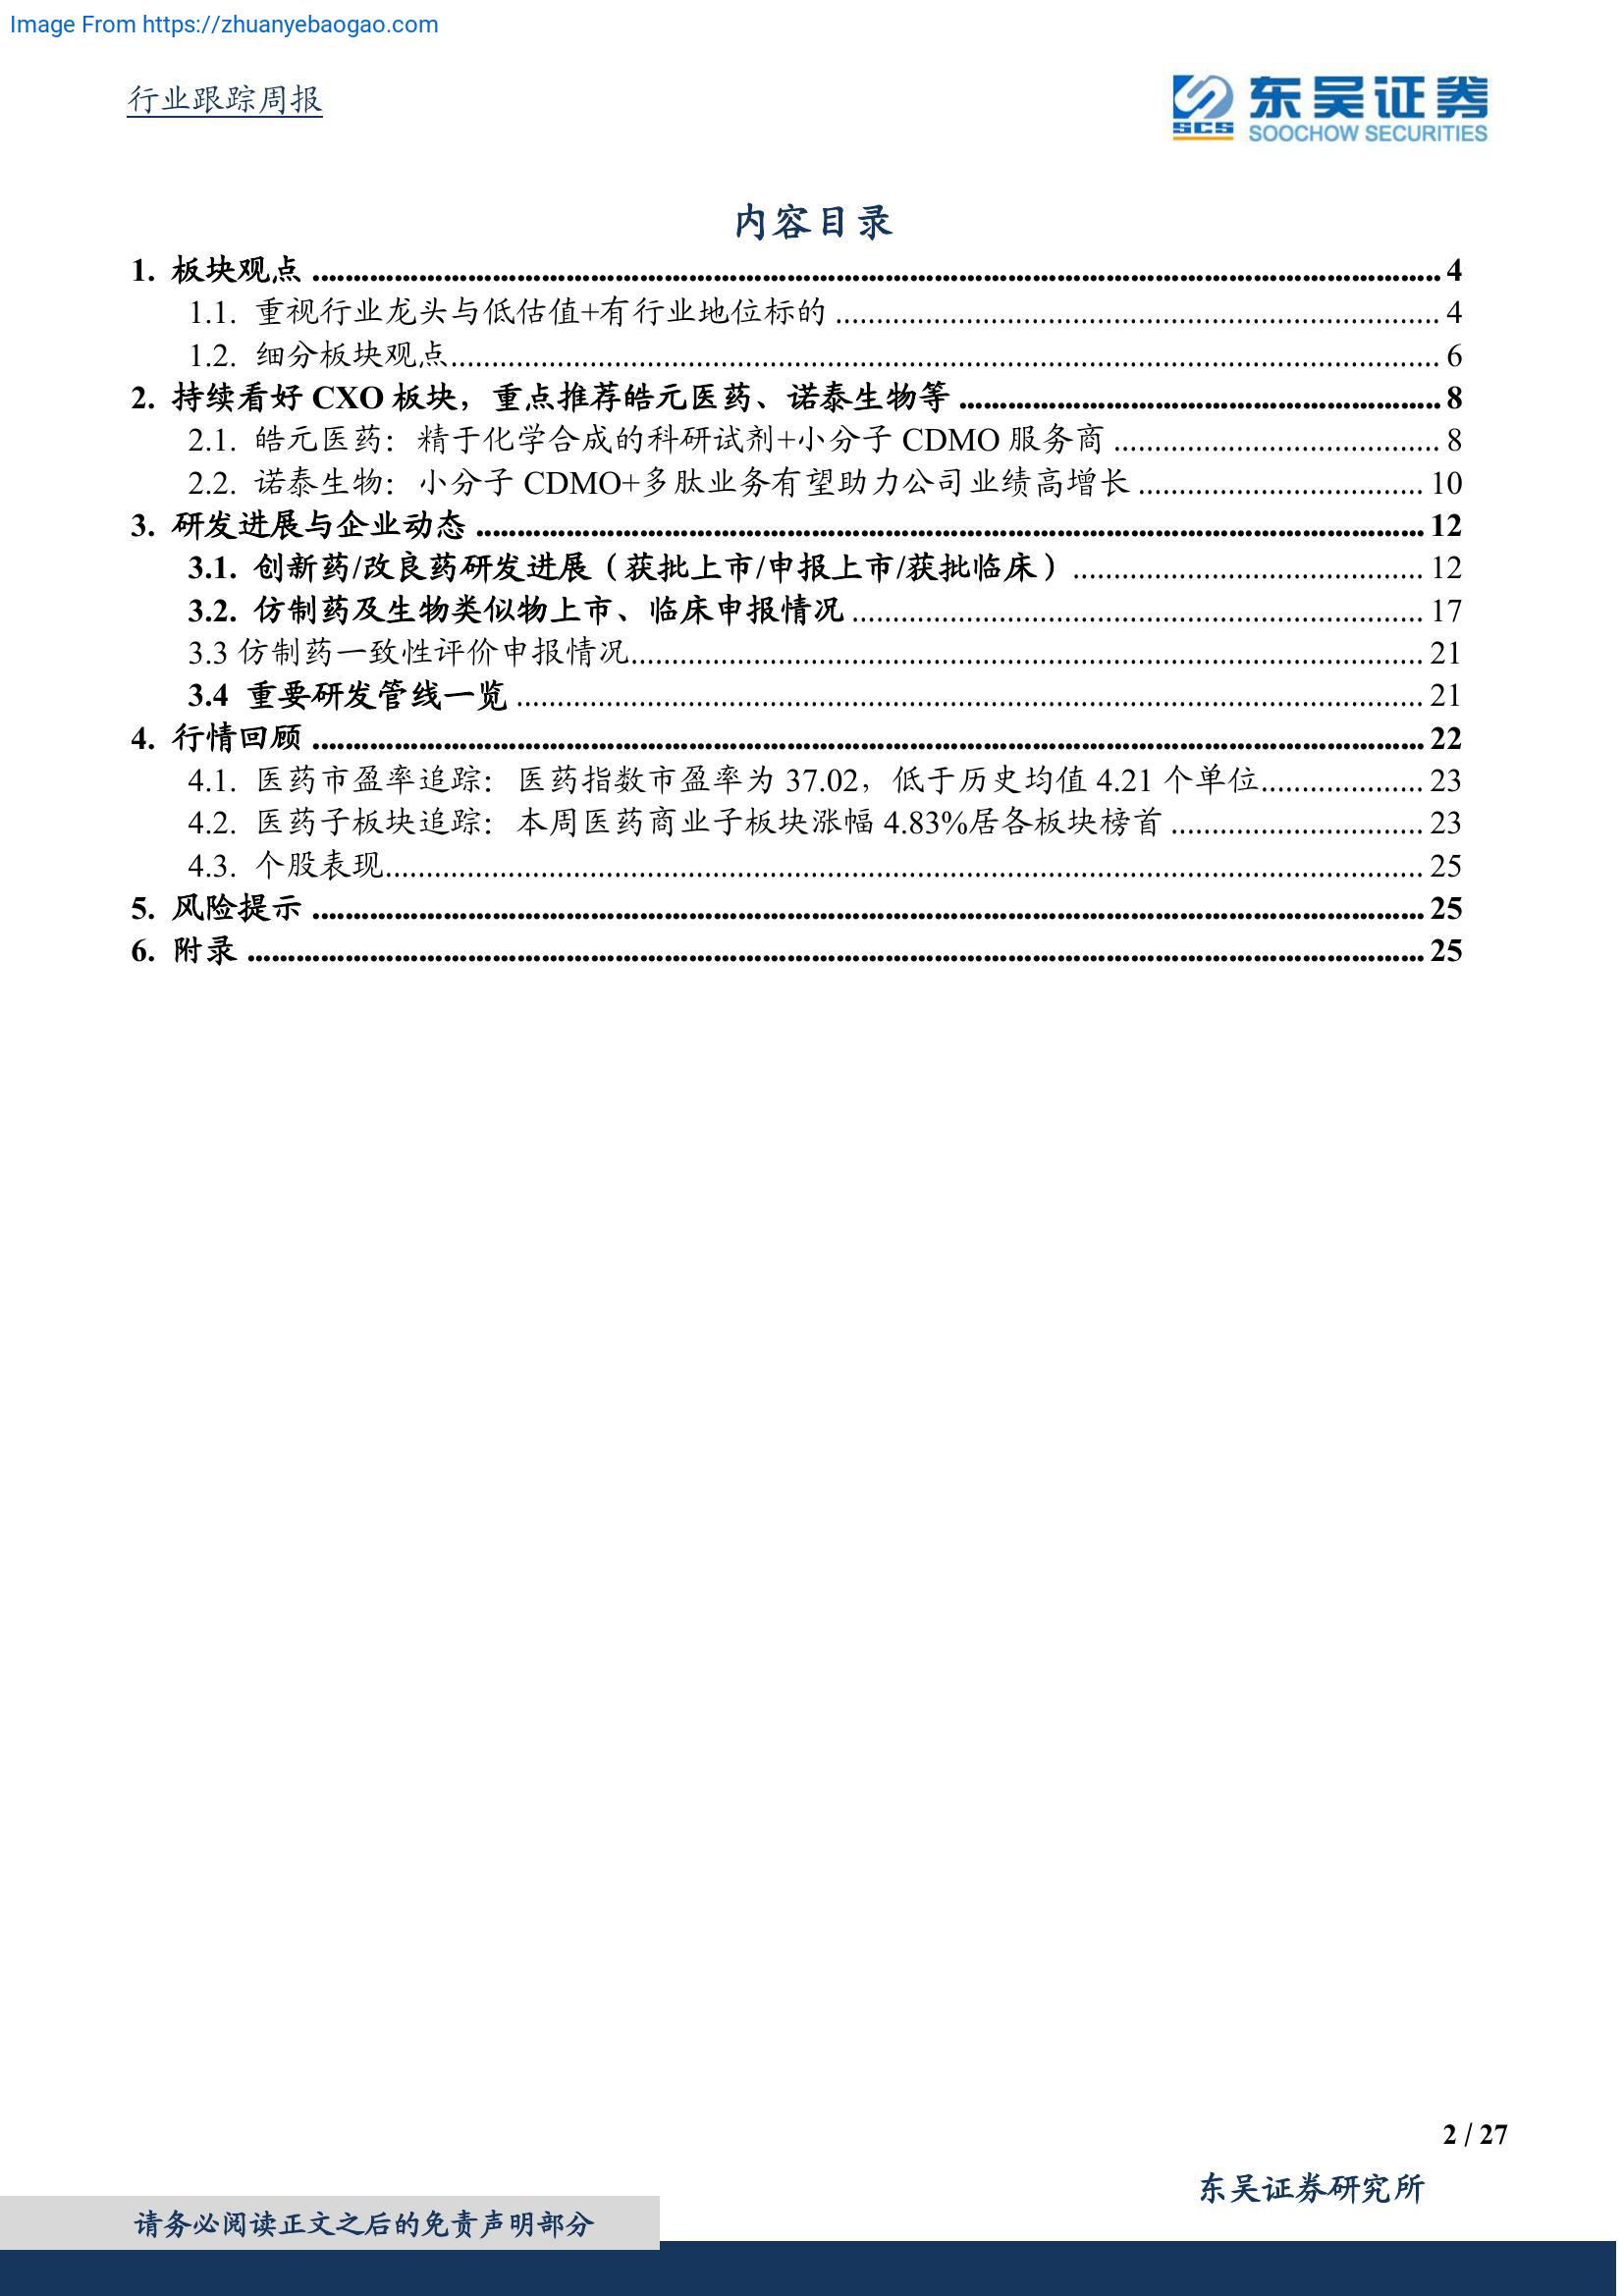 Image From https://zhuanyebaogao.com
行业跟踪周报
东吴证券
SCS
SOOCHOW SECURITIES
内容目录
1. 板块观点 ........ 4
1.1. 重视行业龙头与低估值+有行业地位标的 ........ 4
1.2. 细分板块观点........ 6
2. 持续看好 CXO 板块，重点推荐皓元医药、诺泰生物等 ........ 8
2.1. 皓元医药：精于化学合成的科研试剂+小分子 CDMO 服务商 ........ 8
2.2. 诺泰生物：小分子 CDMO+多肽业务有望助力公司业绩高增长 ........ 10
3. 研发进展与企业动态 ........ 12
3.1. 创新药/改良药研发进展（获批上市/申报上市/获批临床） ........ 12
3.2. 仿制药及生物类似物上市、临床申报情况 ........ 17
3.3 仿制药一致性评价申报情况........ 21
3.4 重要研发管线一览 ........ 21
4. 行情回顾 ........ 22
4.1. 医药市盈率追踪：医药指数市盈率为 37.02，低于历史均值 4.21 个单位........ 23
4.2. 医药子板块追踪：本周医药商业子板块涨幅 4.83%居各板块榜首 ........ 23
4.3. 个股表现........ 25
5. 风险提示 ........ 25
6. 附录 ........ 25
2 / 27
东吴证券研究所
请务必阅读正文之后的免责声明部分